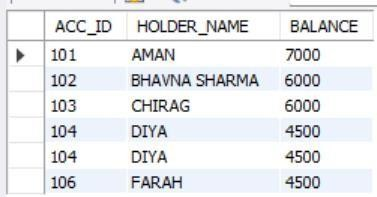 ACC_ID HOLDER_NAME BALANCE
101 AMAN 7000
102 BHAVNA SHARMA 6000
103 CHIRAG 6000
104 DIYA 4500
104 DIYA 4500
106 FARAH 4500